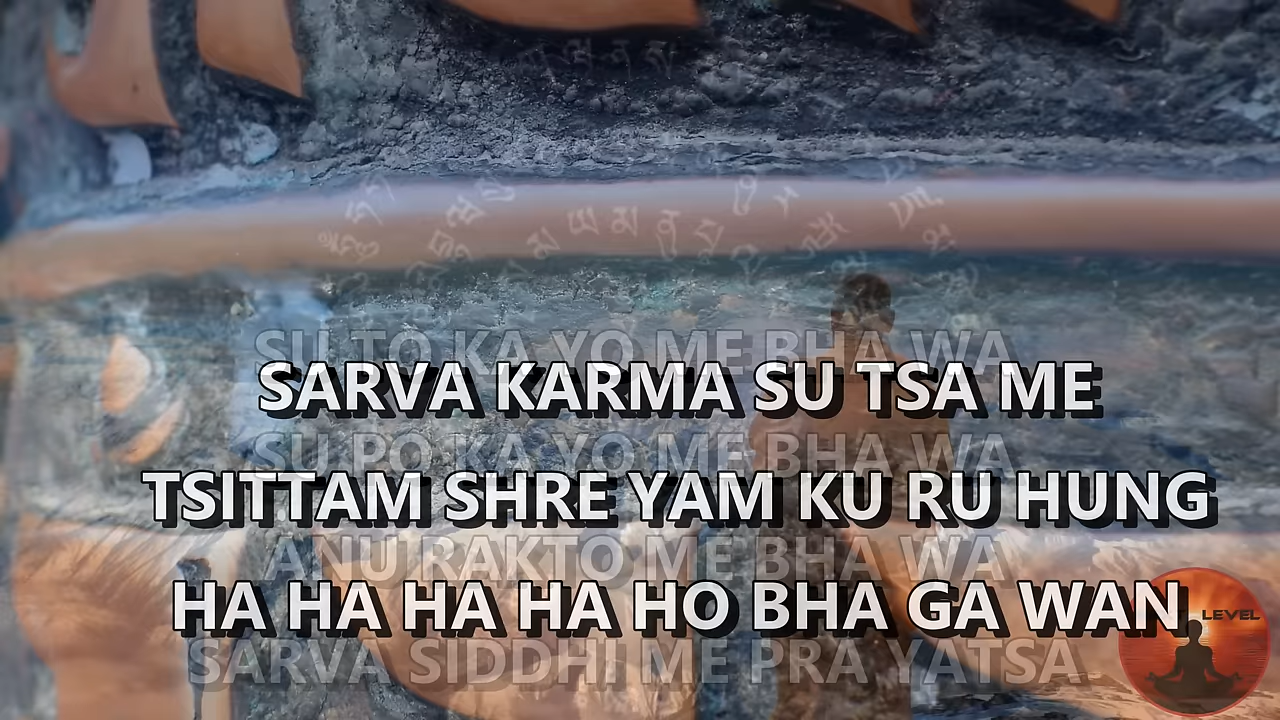 SU TO KA YO ME BHA WA
SARVA KARMA SU TSA ME
SU PO KA YO ME BHA WA
TSITTAM SHRE YAM KU RU HUNG
ANU RAKTO ME BHA WA
HA HA HA HA HO BHA GA WAN
SARVA SIDDHI ME PRA YATSA
LEVEL